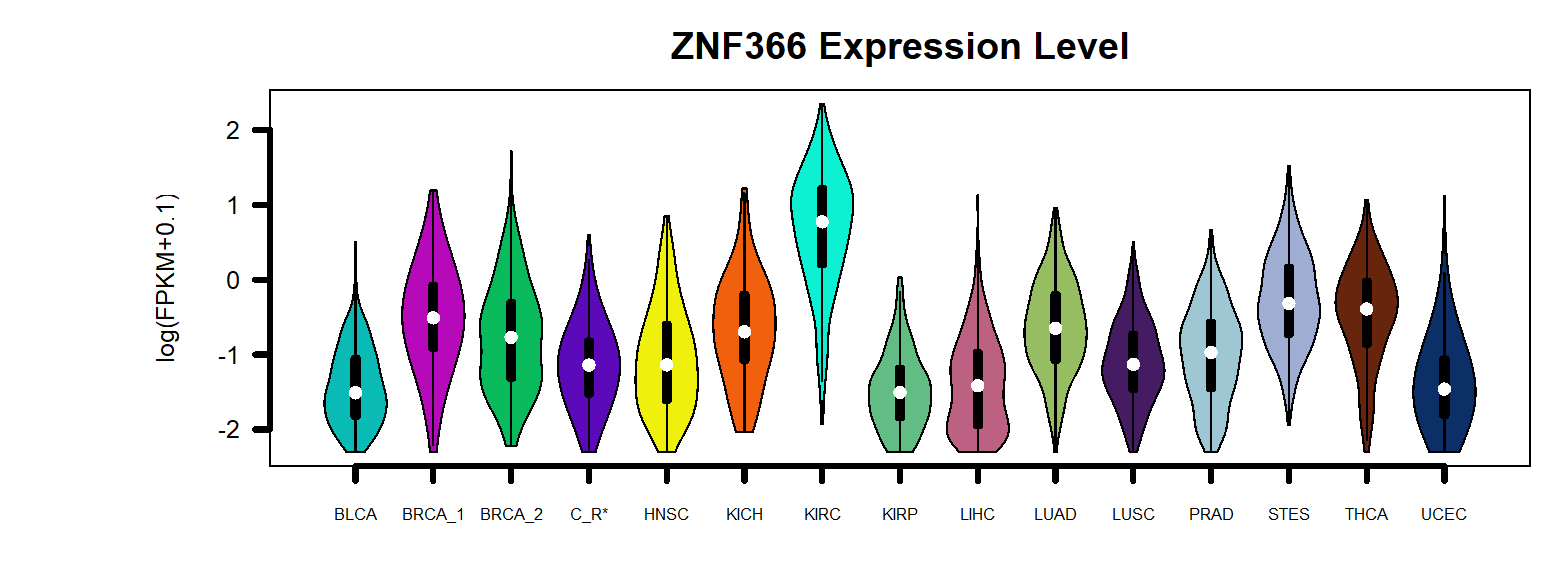 ZNF366 Expression Level
log(FPKM+0.1)
2
1
0
-1
-2
BLCA BRCA_1 BRCA_2 C_R* HNSC KICH KIRC KIRP LIHC LUAD LUSC PRAD STES THCA UCEC